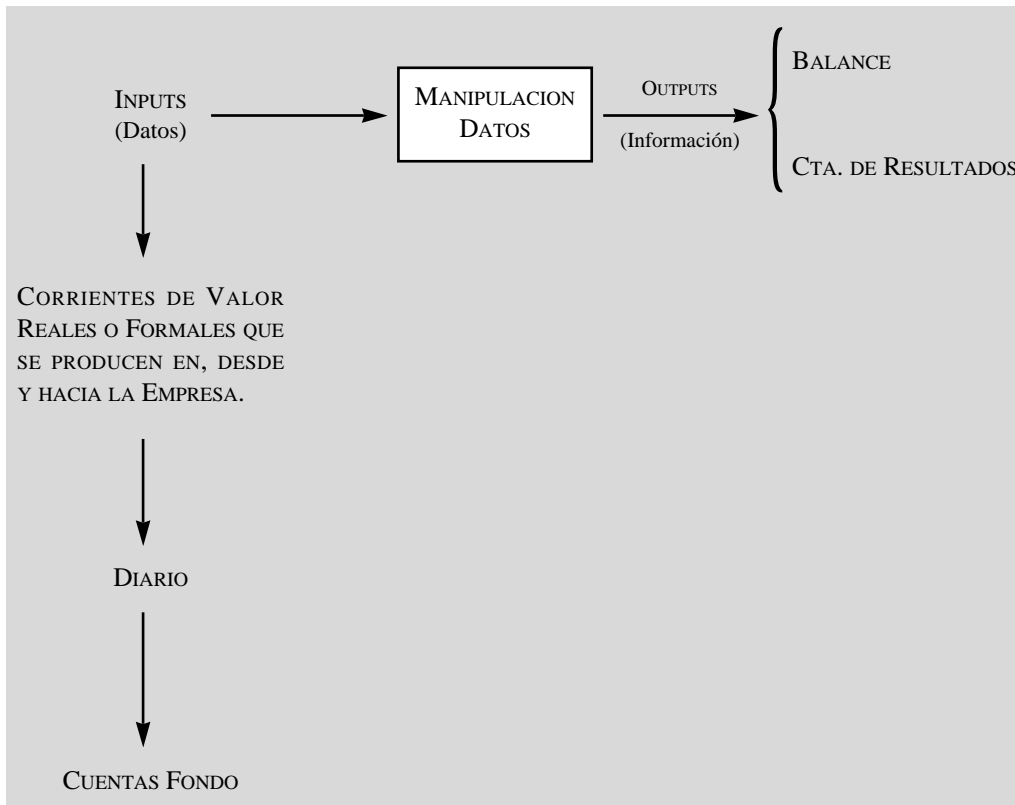 INPUTS
(Datos)
MANIPULACION
DATOS
OUTPUTS
(Información)
BALANCE
CTA. DE RESULTADOS
CORRIENTES DE VALOR
REALES O FORMALES QUE
SE PRODUCEN EN, DESDE
Y HACIA LA EMPRESA.
DIARIO
CUENTAS FONDO